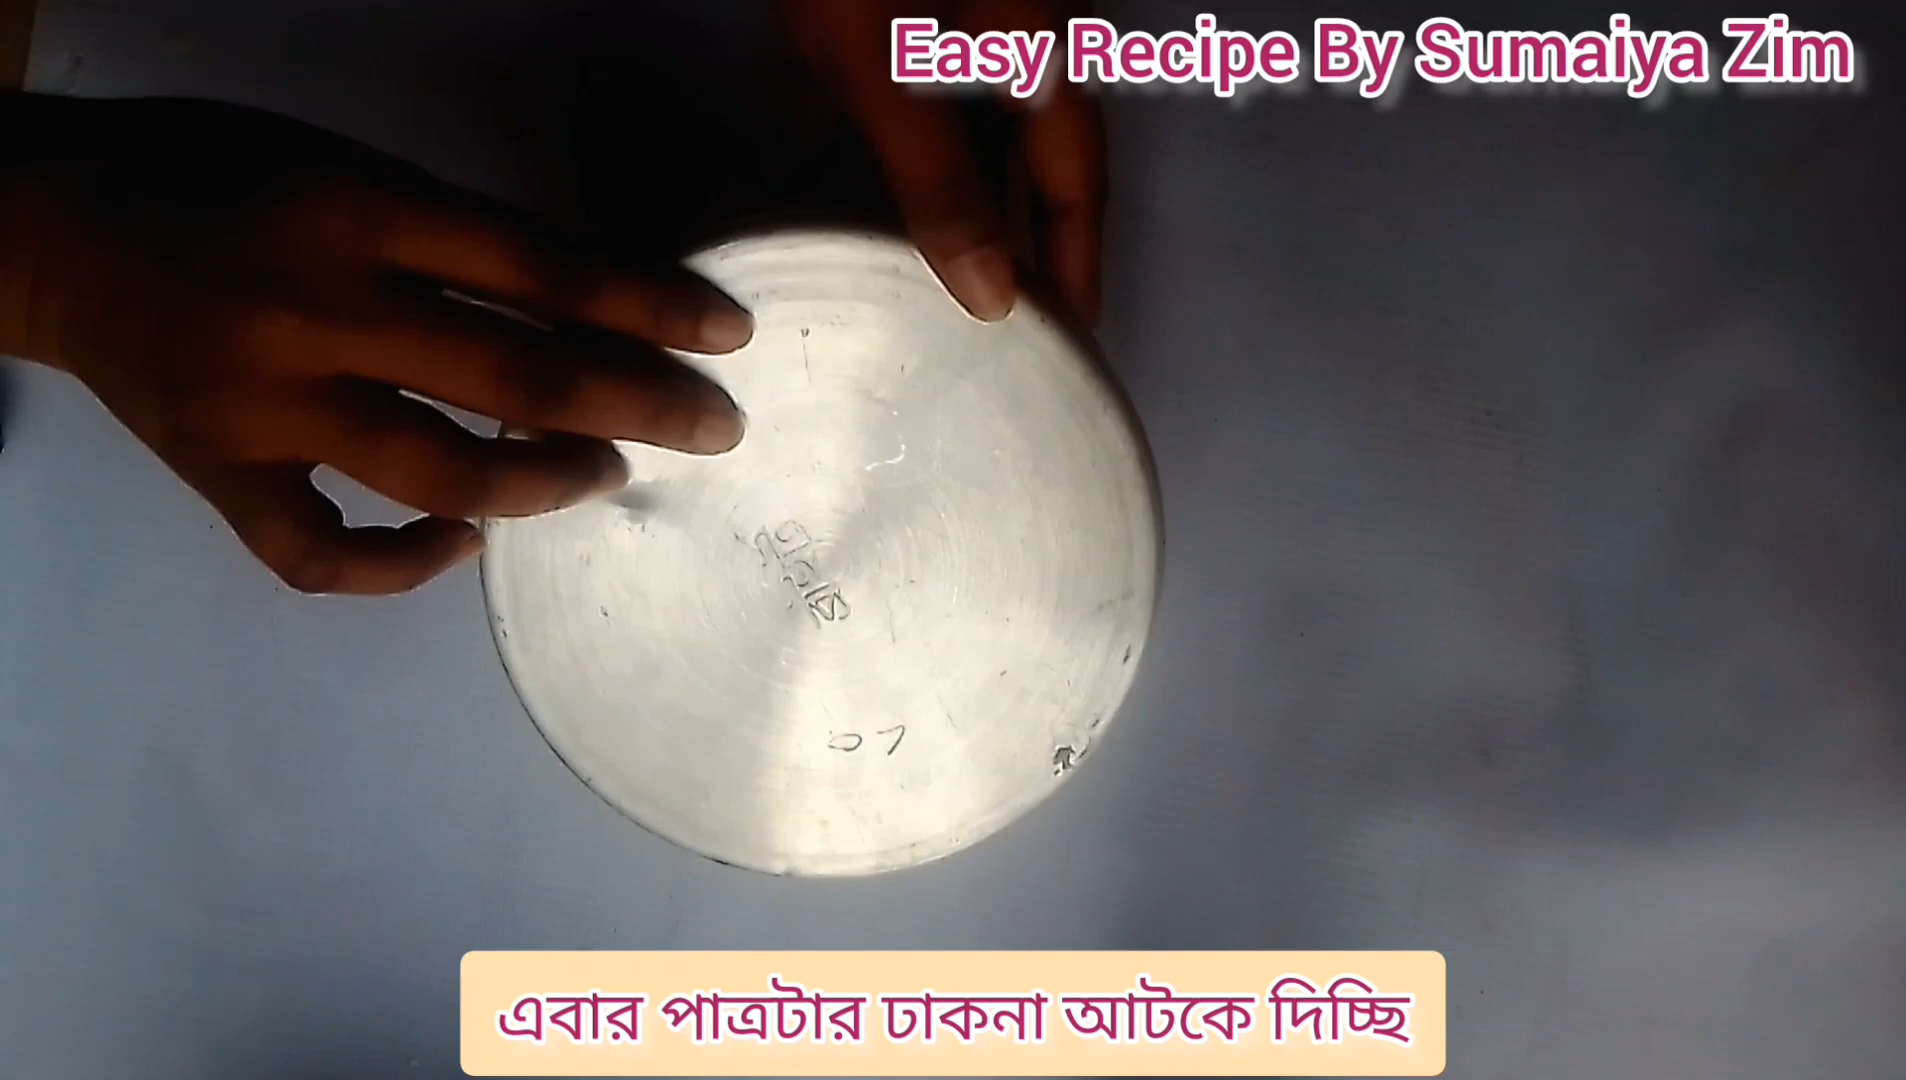 Easy Recipe By Sumaiya Zim
এবার পাত্রটার ঢাকনা আটকে দিচ্ছি